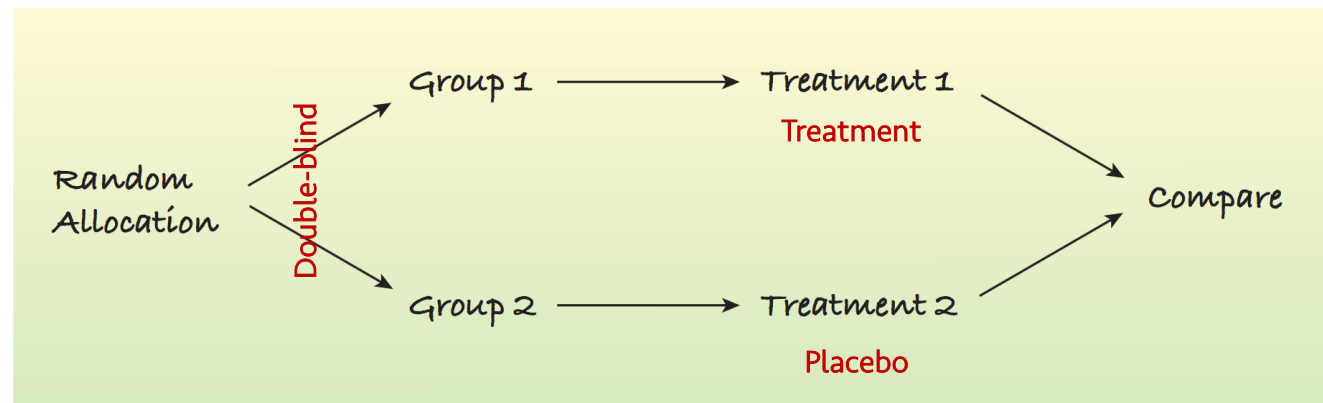 Random
Allocation
Double-blind
Group 1
Treatment 1
Treatment
Group 2
Treatment 2
Placebo
Compare